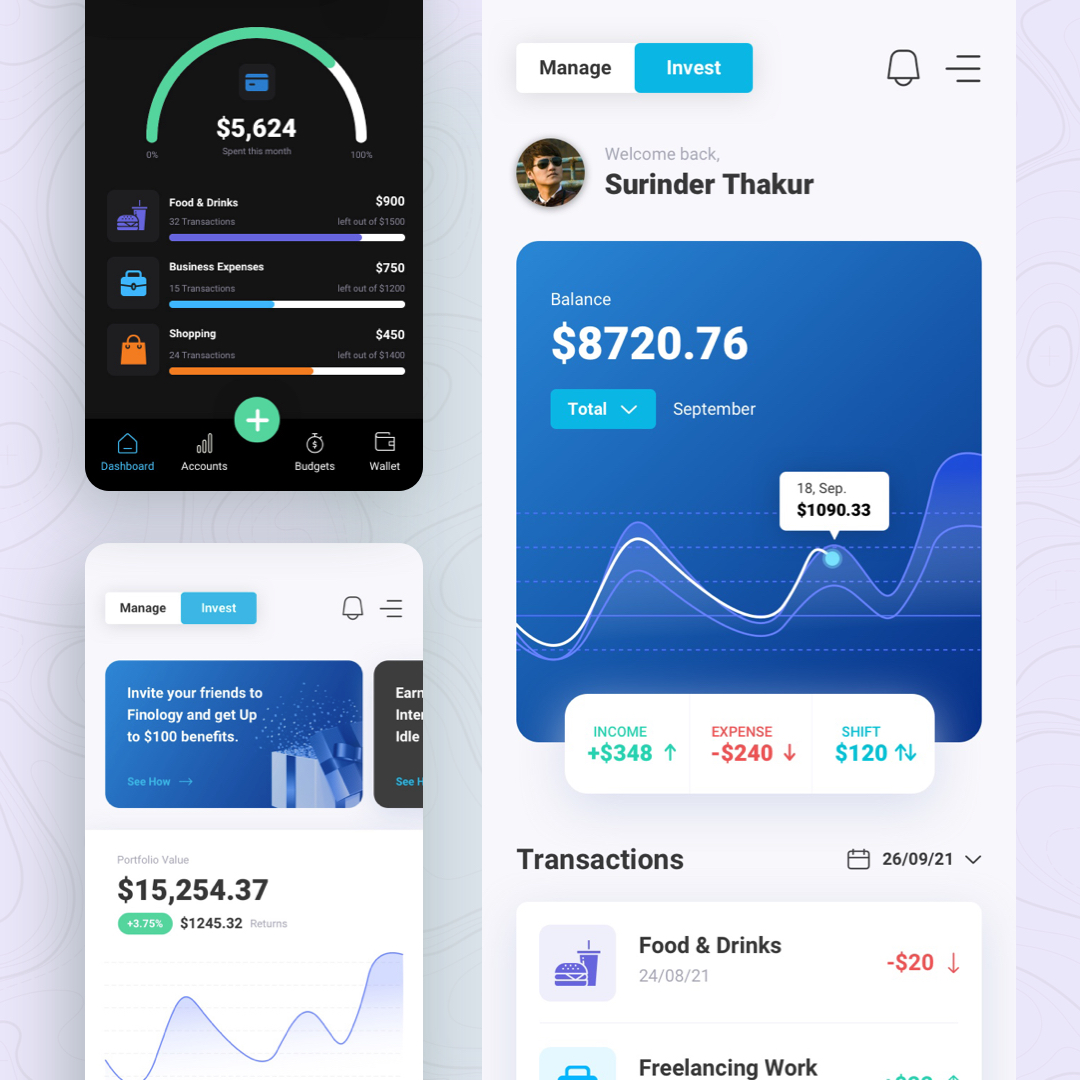 $5,624
Spent this month
0%
100%
Food & Drinks
$900
32 Transactions
left out of $1500
Business Expenses
$750
15 Transactions
left out of $1200
Shopping
$450
24 Transactions
left out of $1400
Dashboard
Accounts
Budgets
Wallet
Manage
Invest
Invite your friends to
Finology and get Up
to $100 benefits.
See How
Earn
Inter
Idle
See H
Portfolio Value
$15,254.37
+3.75%
$1245.32
Returns
Manage
Invest
Welcome back,
Surinder Thakur
Balance
$8720.76
Total
September
18, Sep.
$1090.33
INCOME
+$348
EXPENSE
-$240
SHIFT
$120
Transactions
26/09/21
Food & Drinks
24/08/21
-$20
Freelancing Work